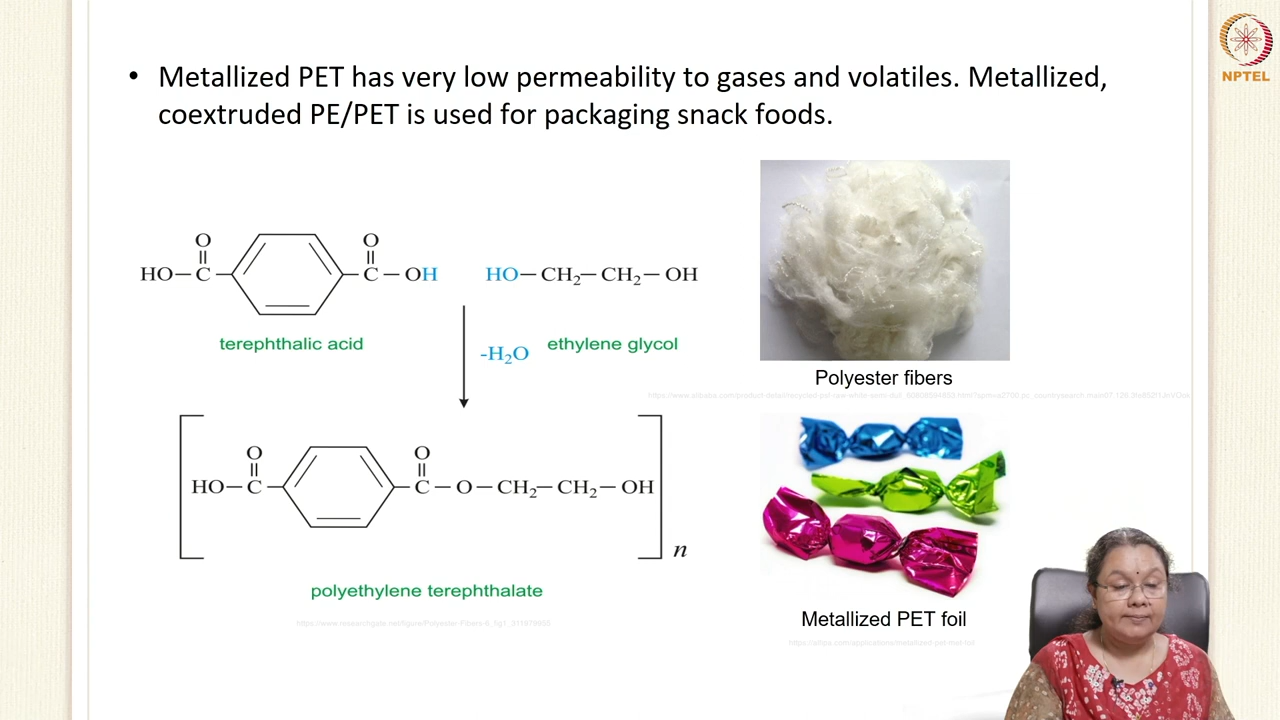 NPTEL
• Metallized PET has very low permeability to gases and volatiles. Metallized,
coextruded PE/PET is used for packaging snack foods.
O O
HO–C C–OH HO–CH₂–CH₂–OH
terephthalic acid
-H₂O
ethylene glycol
Polyester fibers
O O
HO–C C–O–CH₂–CH₂–OH
n
polyethylene terephthalate
Metallized PET foil